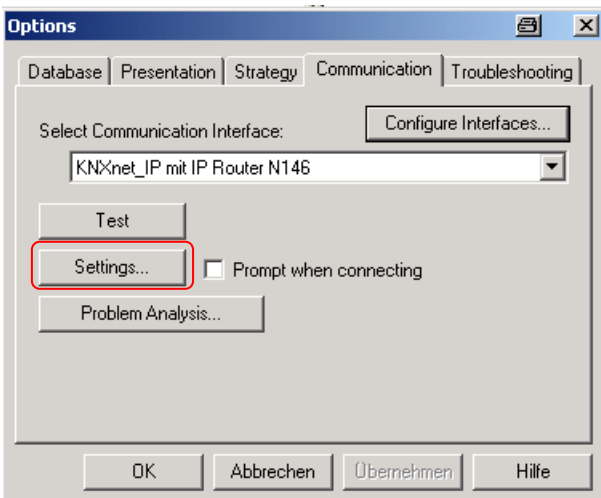 Options
Database Presentation Strategy Communication Troubleshooting
Select Communication Interface: Configure Interfaces...
KNXnet_IP mit IP Router N146
Test
Settings... Prompt when connecting
Problem Analysis...
OK Abbrechen Übernehmen Hilfe